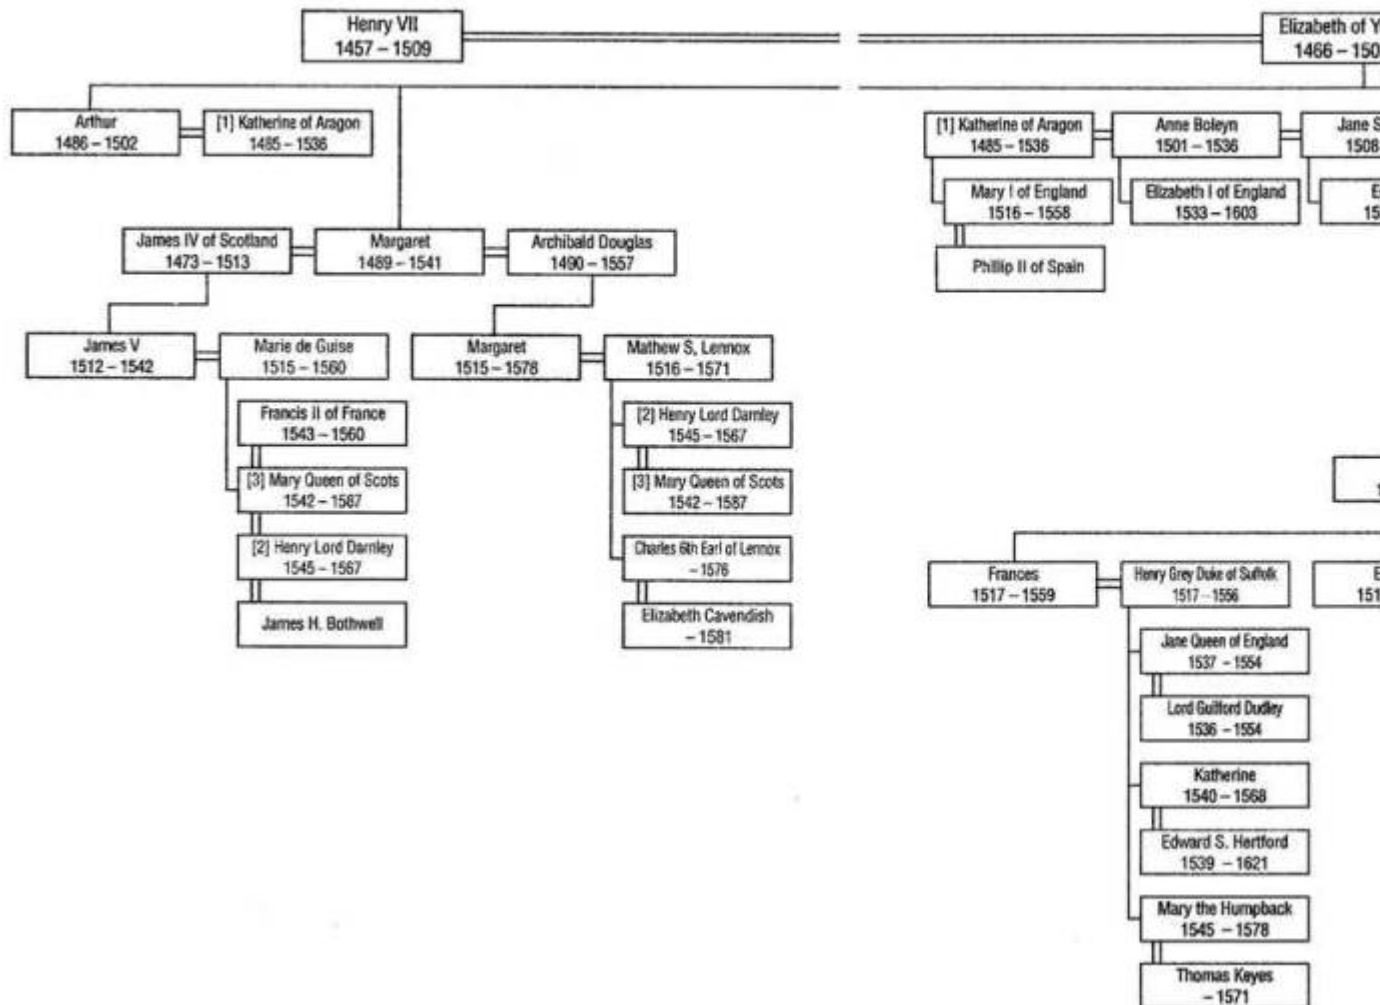 Henry VII
1457 – 1509
Elizabeth of Y
1466 – 150
Arthur
1486 – 1502
[1] Katherine of Aragon
1485 – 1536
[1] Katherine of Aragon
1485 – 1536
Anne Boleyn
1501 – 1536
Jane S
1508
Mary I of England
1516 – 1558
Elizabeth I of England
1533 – 1603
E
15
James IV of Scotland
1473 – 1513
Margaret
1489 – 1541
Archibald Douglas
1490 – 1557
Phillip II of Spain
James V
1512 – 1542
Marie de Guise
1515 – 1560
Margaret
1515 – 1578
Mathew S, Lennox
1516 – 1571
Francis II of France
1543 – 1560
[3] Mary Queen of Scots
1542 – 1587
[2] Henry Lord Darnley
1545 – 1567
James H. Bothwell
[2] Henry Lord Darnley
1545 – 1567
[3] Mary Queen of Scots
1542 – 1587
Charles 6th Earl of Lennox
– 1576
Elizabeth Cavendish
– 1581
1
Frances
1517 – 1559
Henry Grey Duke of Suffolk
1517 – 1556
E
151
Jane Queen of England
1537 – 1554
Lord Guilford Dudley
1536 – 1554
Katherine
1540 – 1568
Edward S. Hertford
1539 – 1621
Mary the Humpback
1545 – 1578
Thomas Keyes
– 1571